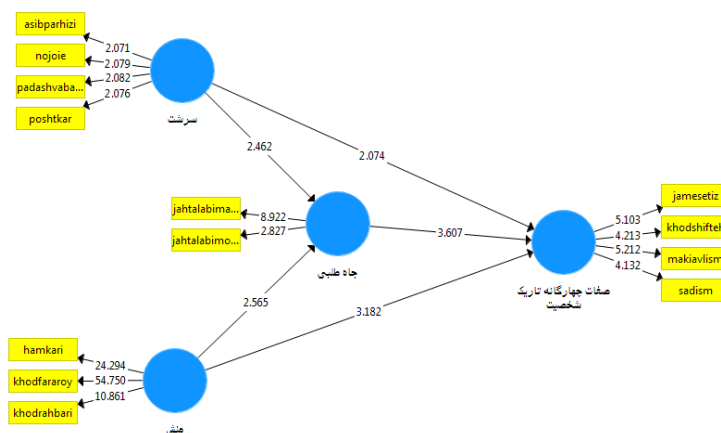 asibparhizi
2.071
nojoie
2.079
padashvaba...
2.082
poshtkar
2.076
سرشت
2.462
2.074
jahtalabima...
8.922
jahtalabimo...
2.827
جاه طلبی
3.607
jamesetiz
5.103
khodshifteh
4.213
makiavlism
5.212
sadism
4.132
صفات چهارگانه تاریک
شخصیت
2.565
3.182
hamkari
24.294
khodfararoy
54.750
khodrahbari
10.861
منش